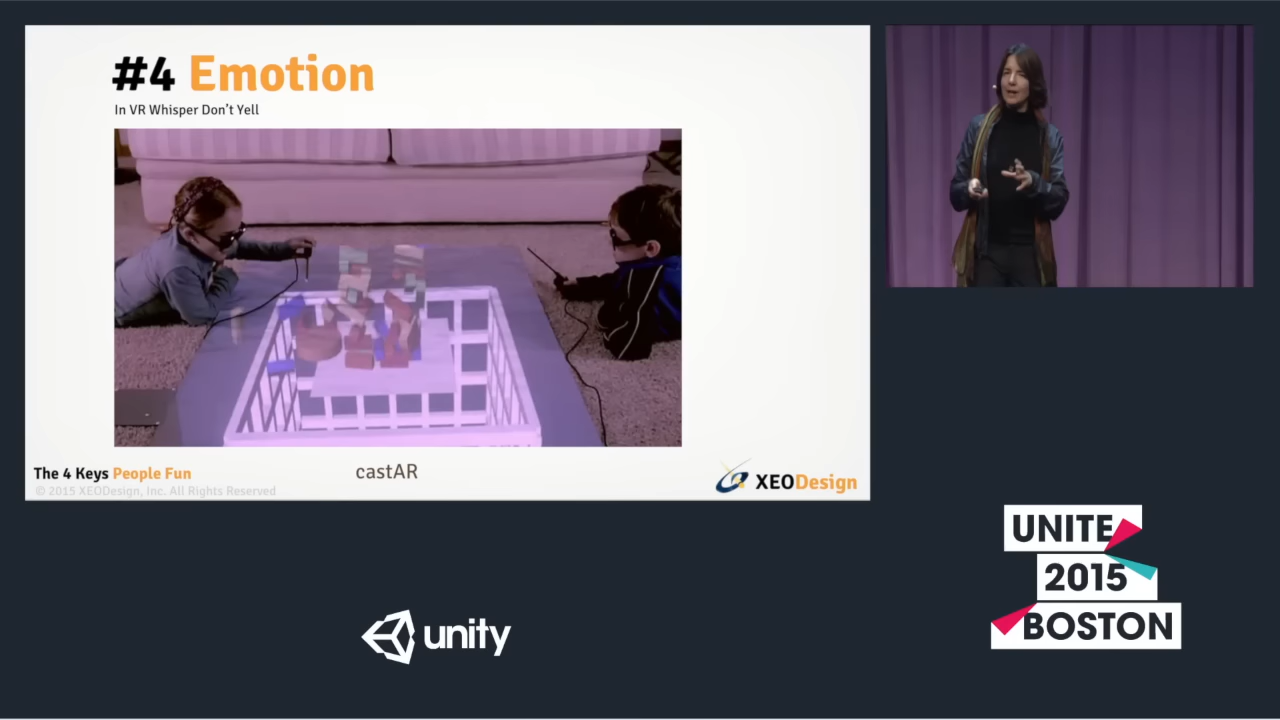 #4 Emotion
In VR Whisper Don't Yell
castAR
The 4 Keys People Fun
© 2015 XEODesign, Inc. All Rights Reserved
XEODesign
unity
UNITE
2015
BOSTON